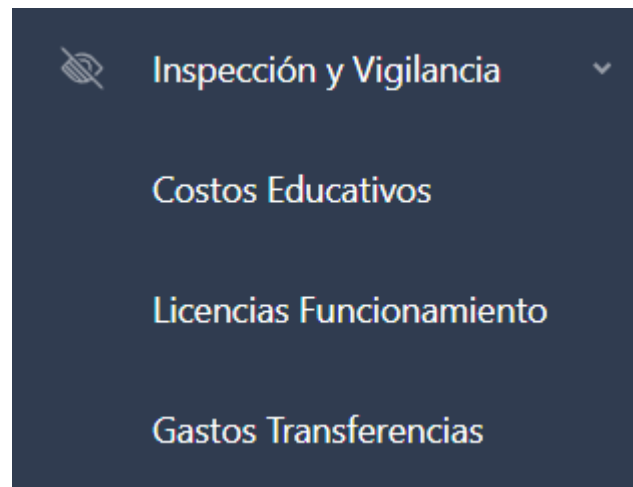 Inspección y Vigilancia
Costos Educativos
Licencias Funcionamiento
Gastos Transferencias